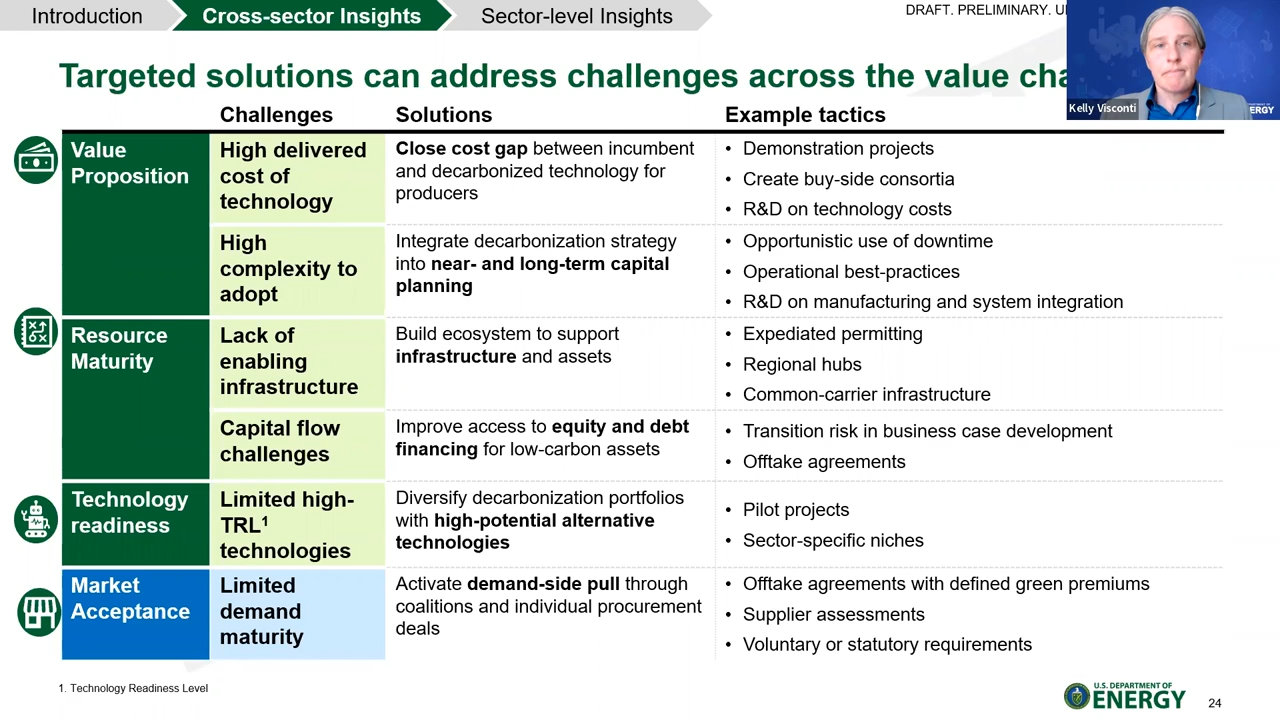 Introduction
Cross-sector Insights
Sector-level Insights
DRAFT. PRELIMINARY.
Targeted solutions can address challenges across the value
Kelly Visconti
ERGY
Challenges
Solutions
Example tactics
Value
Proposition
High delivered
cost of
technology
Close cost gap between incumbent
and decarbonized technology for
producers
• Demonstration projects
• Create buy-side consortia
• R&D on technology costs
High
complexity to
adopt
Integrate decarbonization strategy
into near- and long-term capital
planning
• Opportunistic use of downtime
• Operational best-practices
• R&D on manufacturing and system integration
Resource
Maturity
Lack of
enabling
infrastructure
Build ecosystem to support
infrastructure and assets
• Expediated permitting
• Regional hubs
• Common-carrier infrastructure
Capital flow
challenges
Improve access to equity and debt
financing for low-carbon assets
• Transition risk in business case development
• Offtake agreements
Technology
readiness
Limited high-
TRL¹
technologies
Diversify decarbonization portfolios
with high-potential alternative
technologies
• Pilot projects
• Sector-specific niches
Market
Acceptance
Limited
demand
maturity
Activate demand-side pull through
coalitions and individual procurement
deals
• Offtake agreements with defined green premiums
• Supplier assessments
• Voluntary or statutory requirements
1. Technology Readiness Level
U.S. DEPARTMENT OF
ENERGY
24